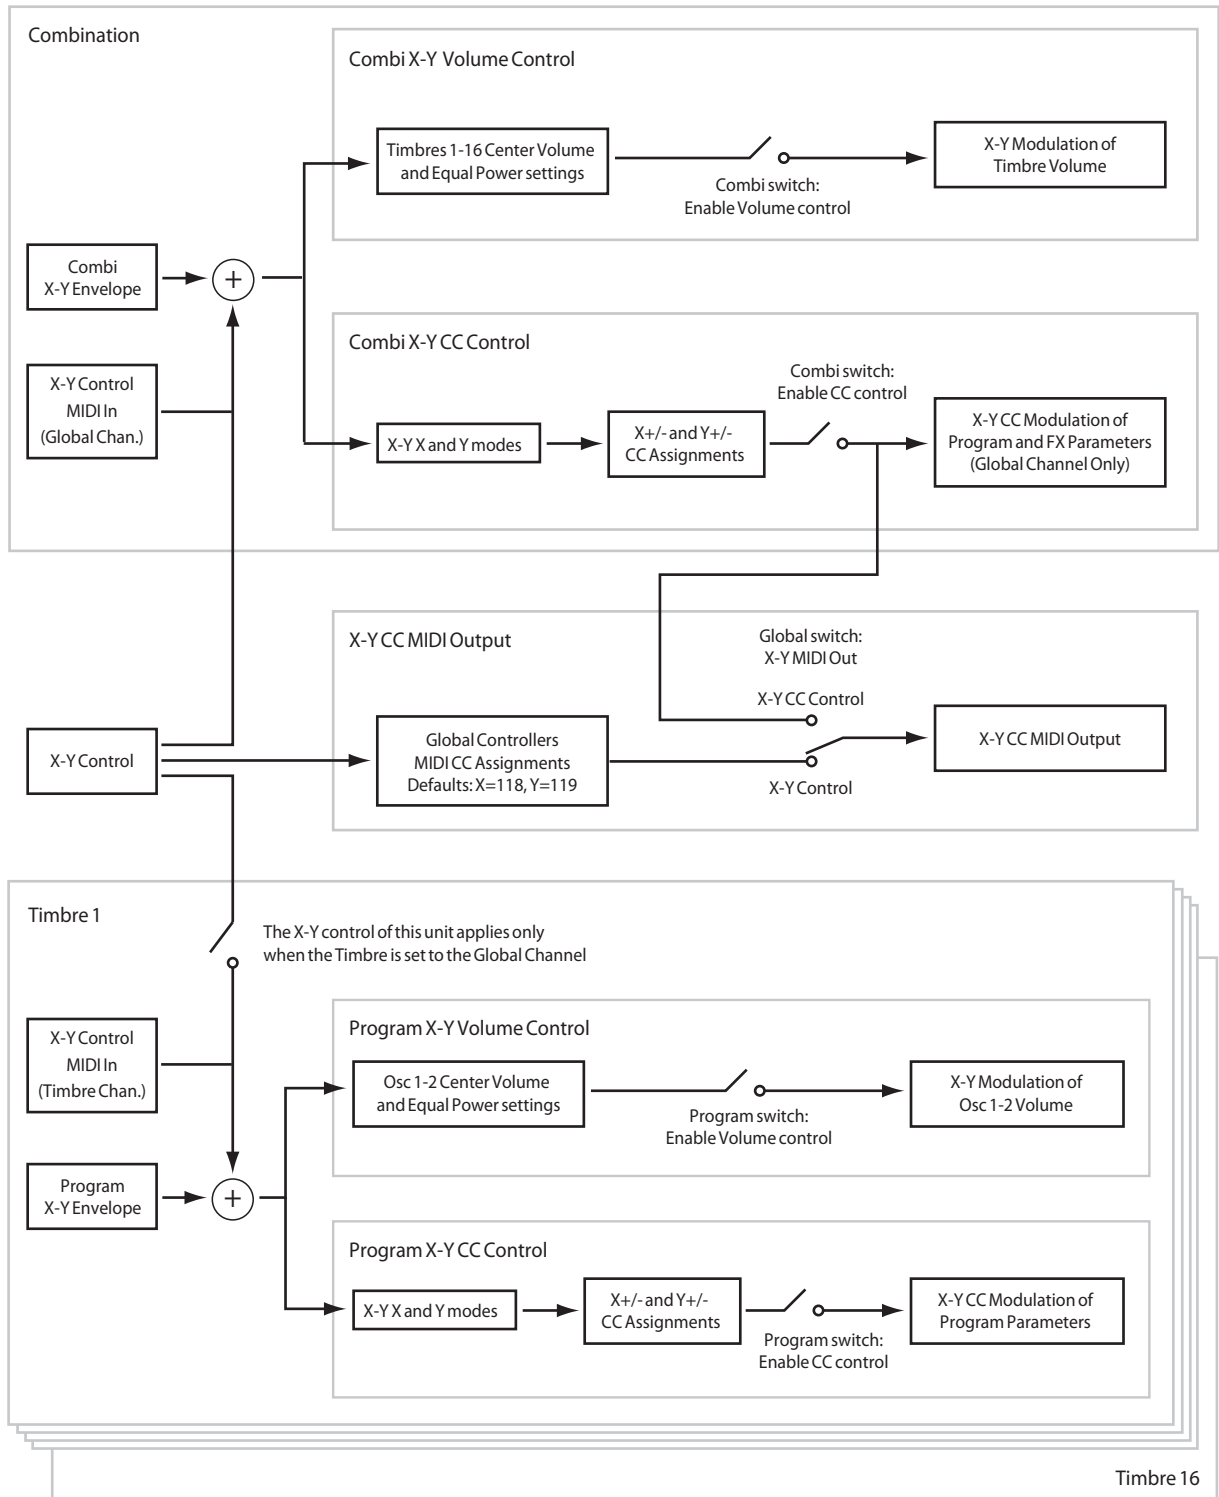 Combination
Combi X-Y Volume Control
Timbres 1-16 Center Volume
and Equal Power settings
Combi switch:
Enable Volume control
X-Y Modulation of
Timbre Volume
Combi
X-Y Envelope
+
X-Y Control
MIDI In
(Global Chan.)
Combi X-Y CC Control
X-Y X and Y modes
X+/- and Y+/-
CC Assignments
Combi switch:
Enable CC control
X-Y CC Modulation of
Program and FX Parameters
(Global Channel Only)
X-Y CC MIDI Output
Global switch:
X-Y MIDI Out
X-Y CC Control
X-Y Control
Global Controllers
MIDI CC Assignments
Defaults: X=118, Y=119
X-Y Control
X-Y CC MIDI Output
Timbre 1
The X-Y control of this unit applies only
when the Timbre is set to the Global Channel
X-Y Control
MIDI In
(Timbre Chan.)
Program X-Y Volume Control
Osc 1-2 Center Volume
and Equal Power settings
Program switch:
Enable Volume control
X-Y Modulation of
Osc 1-2 Volume
Program
X-Y Envelope
+
Program X-Y CC Control
X-Y X and Y modes
X+/- and Y+/-
CC Assignments
Program switch:
Enable CC control
X-Y CC Modulation of
Program Parameters
Timbre 16